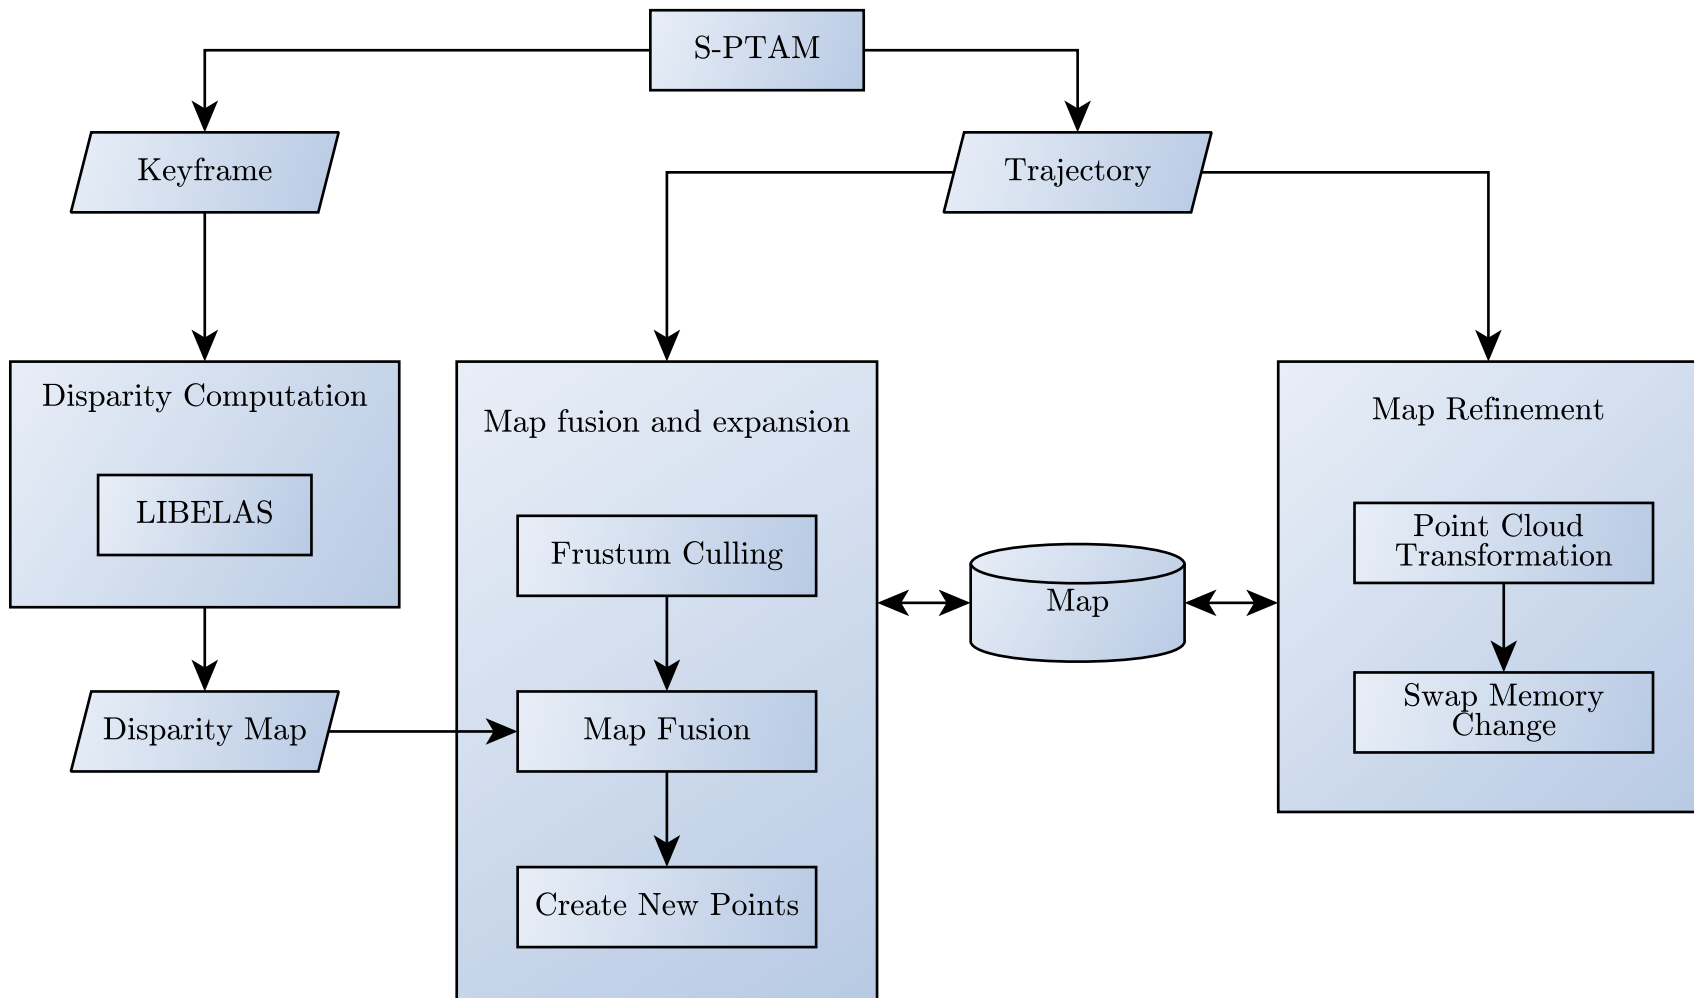 S-PTAM
Keyframe
Trajectory
Disparity Computation
LIBELAS
Disparity Map
Map fusion and expansion
Frustum Culling
Map Fusion
Create New Points
Map
Map Refinement
Point Cloud
Transformation
Swap Memory
Change